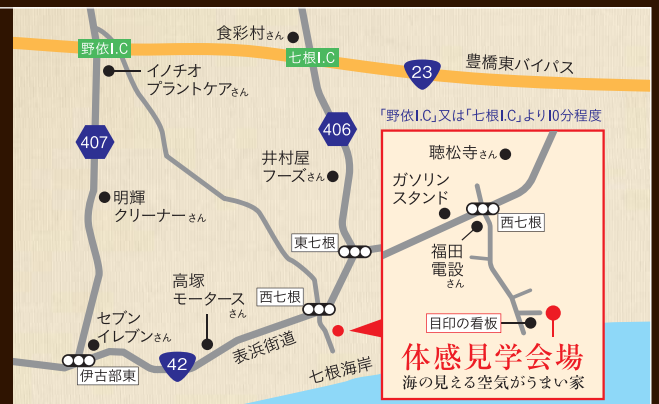 食彩村さん
野依I.C
七根I.C
豊橋東バイパス
23
イノチオ
プラントケアさん
「野依I.C」又は「七根I.C」より10分程度
407
406
井村屋
フーズさん
明輝
クリーナーさん
東七根
高塚
モータース
さん
西七根
セブン
イレブンさん
伊古部東
42
表浜街道
七根海岸
聴松寺さん
ガソリン
スタンド
西七根
福田
電設
さん
目印の看板
体感見学会場
海の見える空気がうまい家